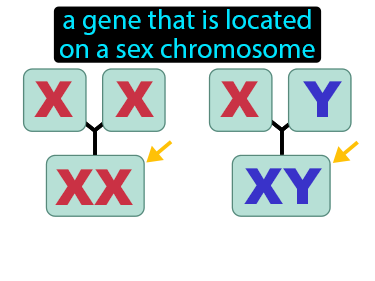 a gene that is located
on a sex chromosome
X X X Y
XX XY